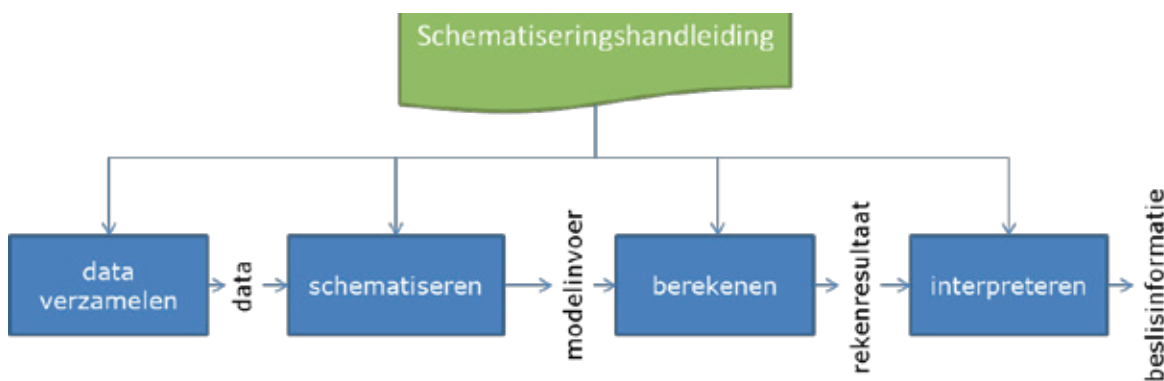 Schematiseringshandleiding
data
verzamelen
data
schematiseren
modelinvoer
berekenen
rekenresultaat
interpreteren
beslisinformatie